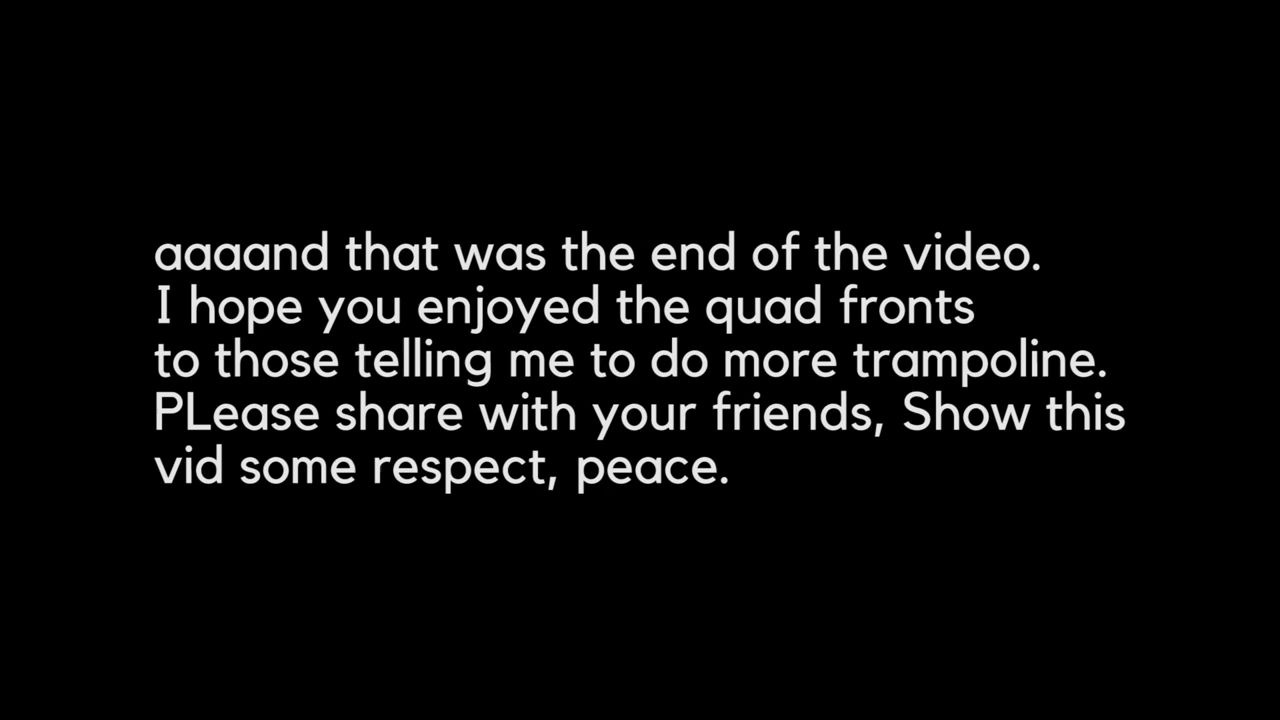 aaaand that was the end of the video.
I hope you enjoyed the quad fronts
to those telling me to do more trampoline.
PLease share with your friends, Show this
vid some respect, peace.